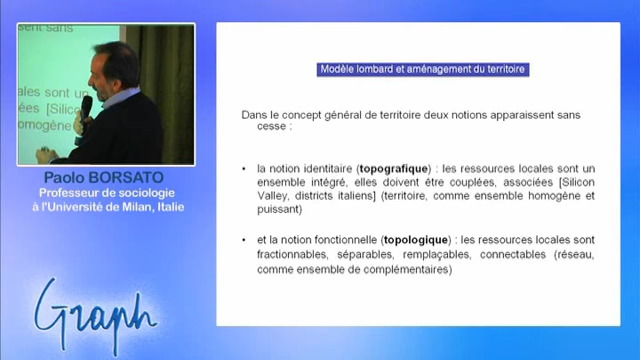 ssent sans
ales sont un
ées [Silicon
omogène
Paolo BORSATO
Professeur de sociologie
à l'Université de Milan, Italie
Graph
Modèle lombard et aménagement du territoire
Dans le concept général de territoire deux notions apparaissent sans
cesse :
• la notion identitaire (topografique) : les ressources locales sont un
ensemble intégré, elles doivent étre couplées, associées [Silicon
Valley, districts italiens] (territoire, comme ensemble homogène et
puissant)
• et la notion fonctionnelle (topologique) : les ressources locales sont
fractionnables, séparables, remplaçables, connectables (réseau,
comme ensemble de complémentaires)